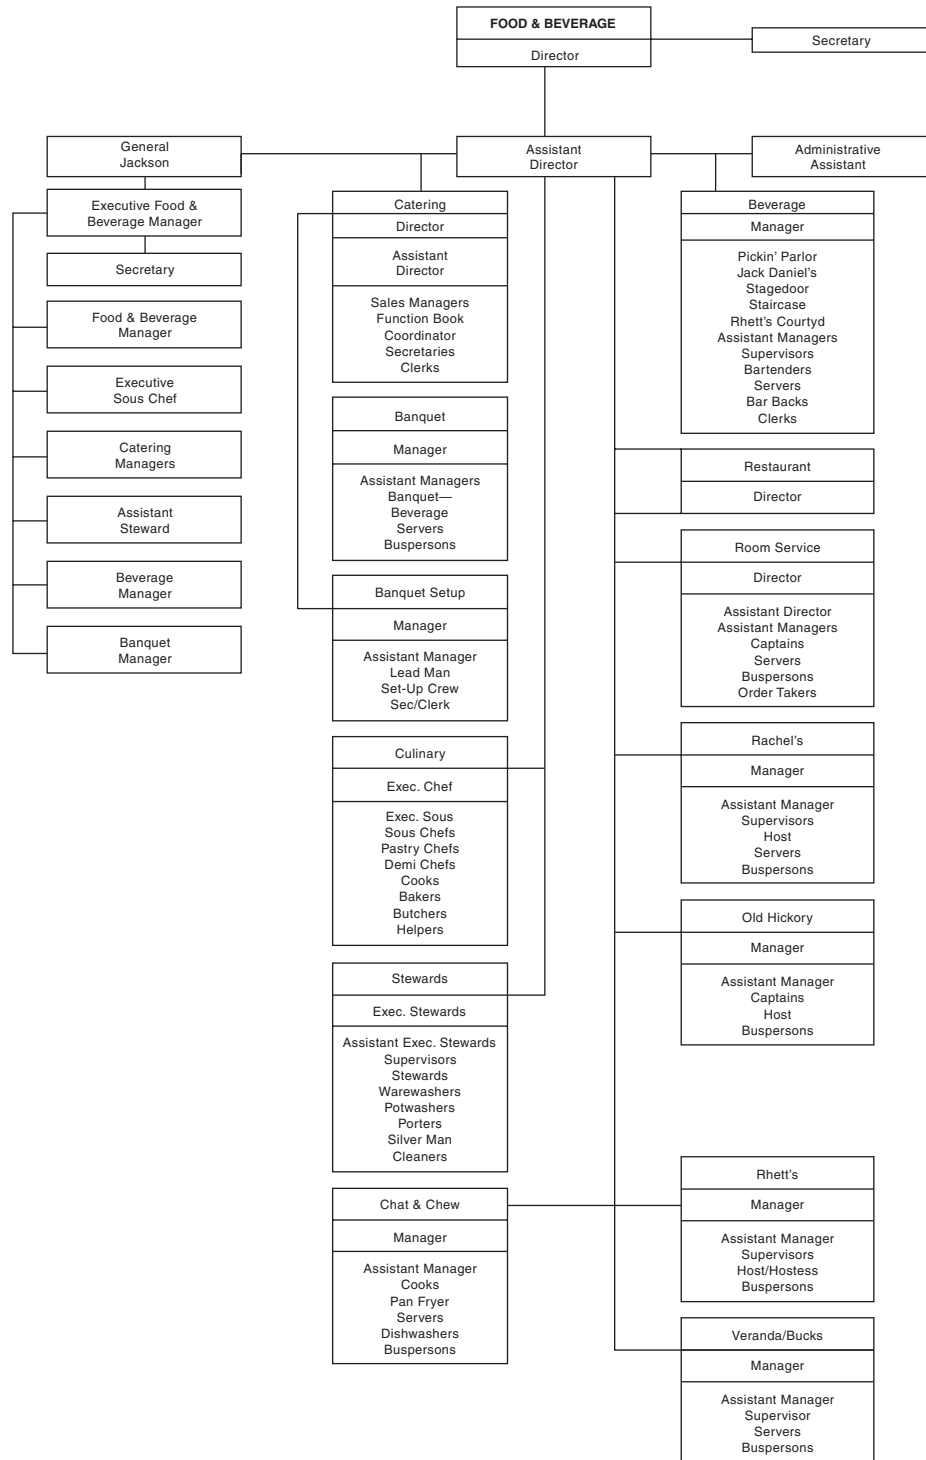 FOOD & BEVERAGE
Director
Secretary
General
Jackson
Assistant
Director
Administrative
Assistant
Executive Food &
Beverage Manager
Secretary
Food & Beverage
Manager
Executive
Sous Chef
Catering
Managers
Assistant
Steward
Beverage
Manager
Banquet
Manager
Catering
Director
Assistant
Director
Sales Managers
Function Book
Coordinator
Secretaries
Clerks
Banquet
Manager
Assistant Managers
Banquet—
Beverage
Servers
Buspersons
Banquet Setup
Manager
Assistant Manager
Lead Man
Set-Up Crew
Sec/Clerk
Culinary
Exec. Chef
Exec. Sous
Sous Chefs
Pastry Chefs
Demi Chefs
Cooks
Bakers
Butchers
Helpers
Stewards
Exec. Stewards
Assistant Exec. Stewards
Supervisors
Stewards
Warewashers
Potwashers
Porters
Silver Man
Cleaners
Chat & Chew
Manager
Assistant Manager
Cooks
Pan Fryer
Servers
Dishwashers
Buspersons
Beverage
Manager
Pickin' Parlor
Jack Daniel's
Stagedoor
Staircase
Rhett's Courtyd
Assistant Managers
Supervisors
Bartenders
Servers
Bar Backs
Clerks
Restaurant
Director
Room Service
Director
Assistant Director
Assistant Managers
Captains
Servers
Buspersons
Order Takers
Rachel's
Manager
Assistant Manager
Supervisors
Host
Servers
Buspersons
Old Hickory
Manager
Assistant Manager
Captains
Host
Buspersons
Rhett's
Manager
Assistant Manager
Supervisors
Host/Hostess
Buspersons
Veranda/Bucks
Manager
Assistant Manager
Supervisor
Servers
Buspersons